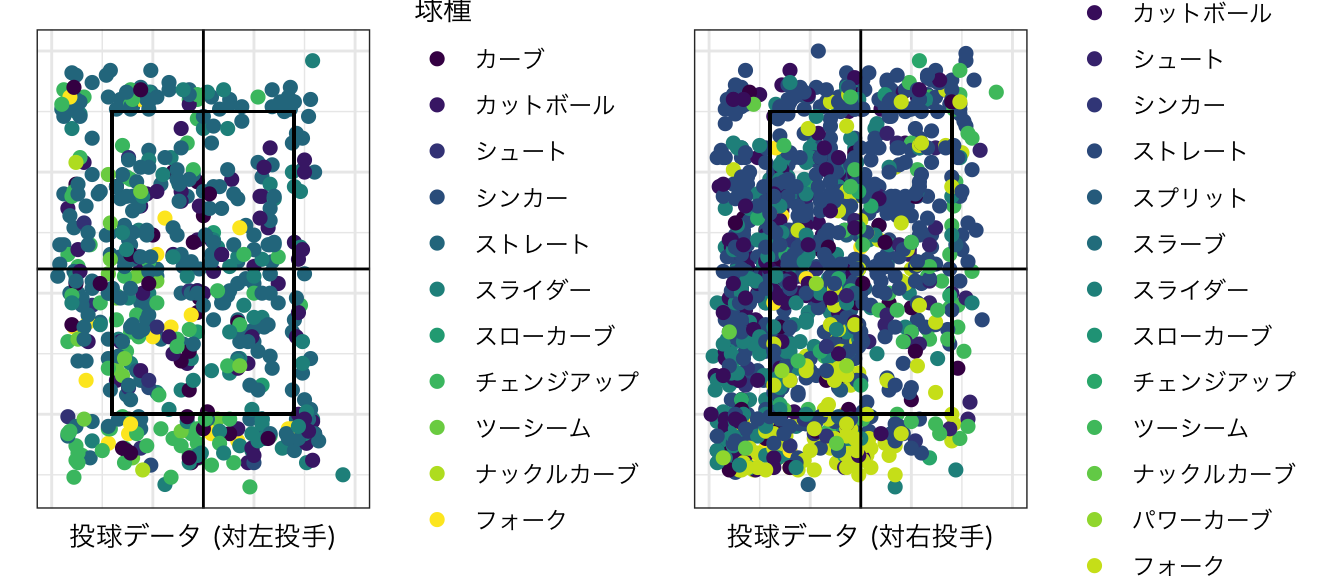 球種
カーブ
カットボール
シュート
シンカー
ストレート
スライダー
スローカーブ
チェンジアップ
ツーシーム
ナックルカーブ
フォーク
投球データ (対左投手)
カットボール
シュート
シンカー
ストレート
スプリット
スラーブ
スライダー
スローカーブ
チェンジアップ
ツーシーム
ナックルカーブ
パワーカーブ
フォーク
投球データ (対右投手)